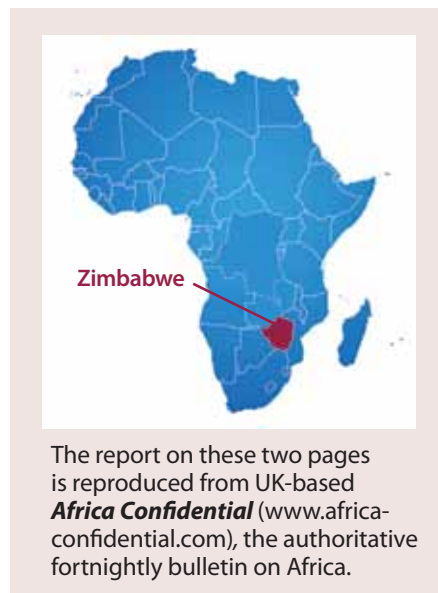 Zimbabwe
The report on these two pages
is reproduced from UK-based
Africa Confidential (www.africa-
confidential.com), the authoritative
fortnightly bulletin on Africa.